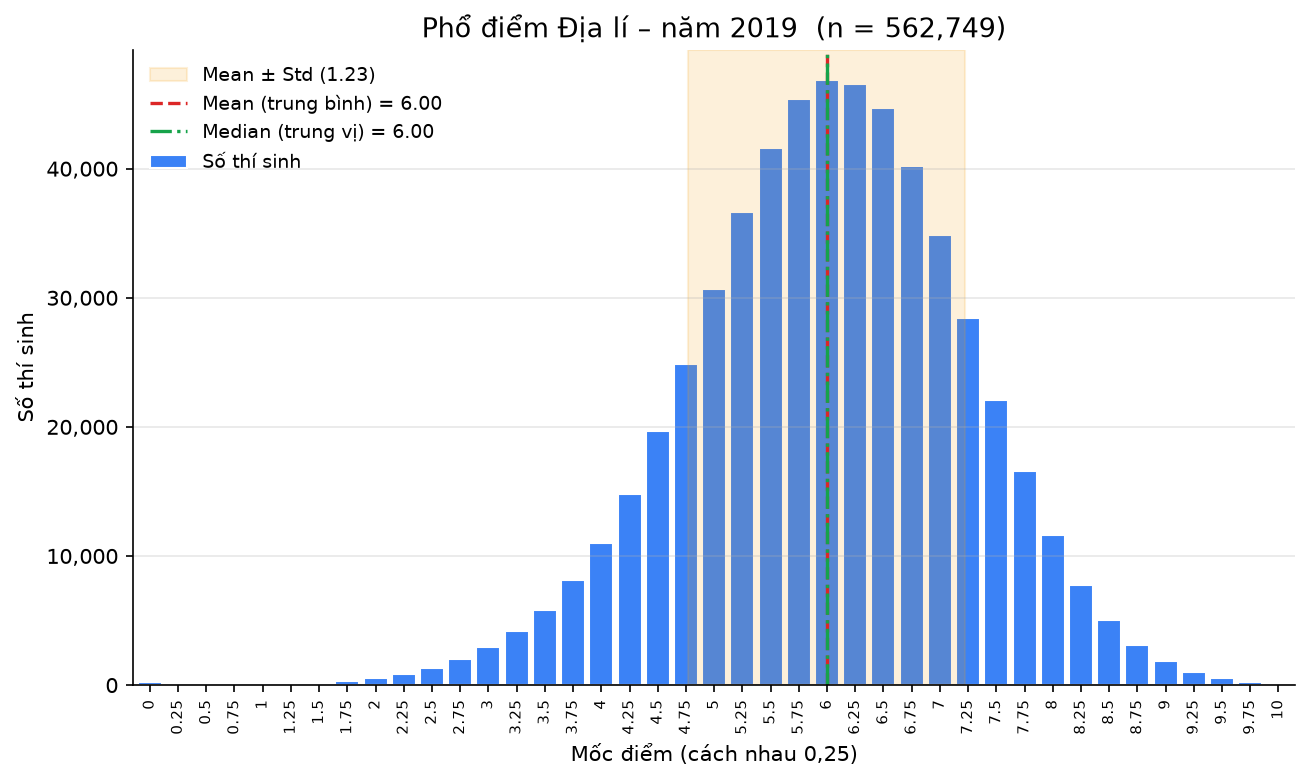 Phổ điểm Địa lí – năm 2019 (n = 562,749)
Mean ± Std (1.23)
Mean (trung bình) = 6.00
Median (trung vị) = 6.00
Số thí sinh
40,000
30,000
20,000
10,000
0
Số thí sinh
0 0.25 0.5 0.75 1 1.25 1.5 1.75 2 2.25 2.5 2.75 3 3.25 3.5 3.75 4 4.25 4.5 4.75 5 5.25 5.5 5.75 6 6.25 6.5 6.75 7 7.25 7.5 7.75 8 8.25 8.5 8.75 9 9.25 9.5 9.75 10
Mốc điểm (cách nhau 0,25)